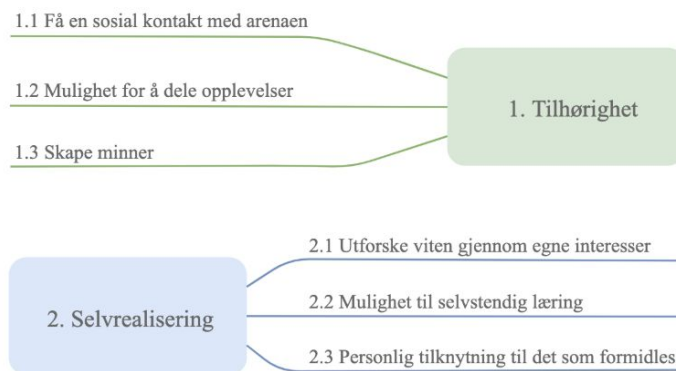 1.1 Få en sosial kontakt med arenaen
1.2 Mulighet for å dele opplevelser
1.3 Skape minner
1. Tilhørighet
2. Selvrealisering
2.1 Utforske viten gjennom egne interesser
2.2 Mulighet til selvstendig læring
2.3 Personlig tilknytning til det som formidles